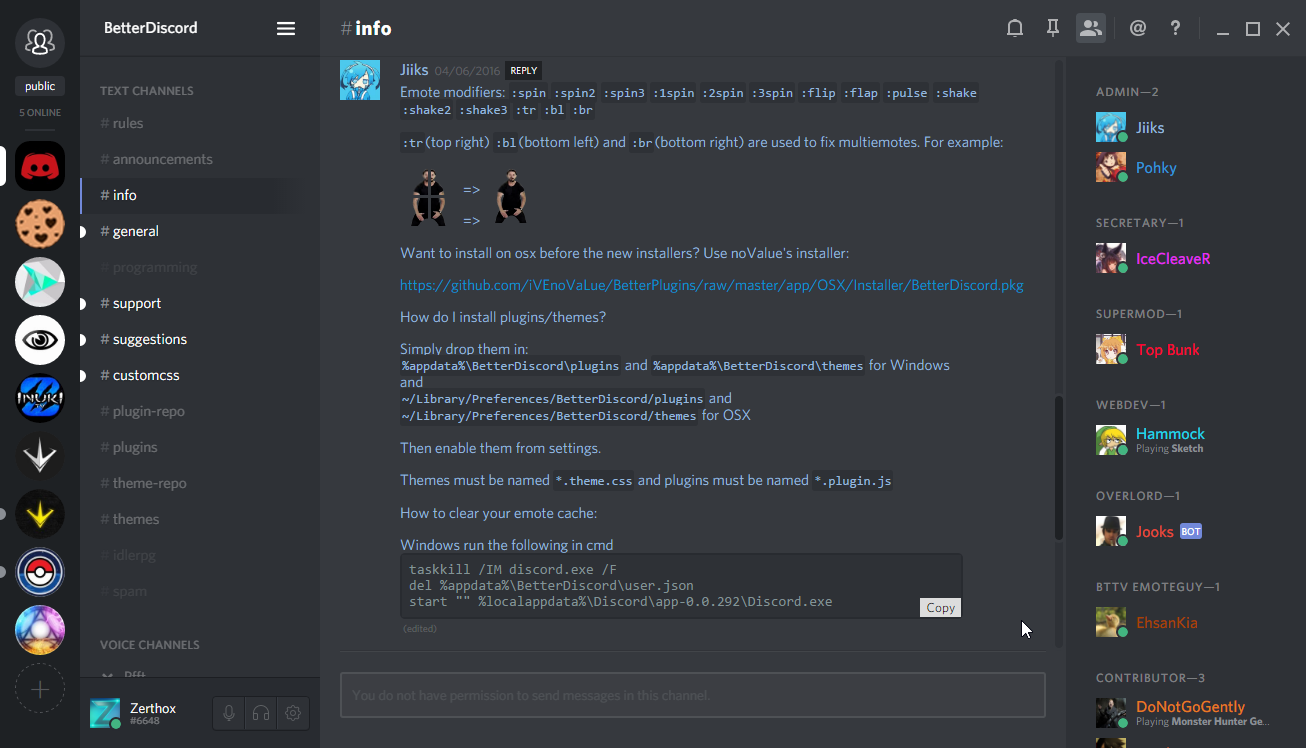 public
5 ONLINE
INUKI
BetterDiscord
TEXT CHANNELS
# rules
# announcements
# info
# general
# programming
# support
# suggestions
# customcss
# plugin-repo
# plugins
# theme-repo
# themes
# idlerpg
# spam
VOICE CHANNELS
Pfft
Zerthox
#6648
# info
Jiiks 04/06/2016 REPLY
Emote modifiers: :spin :spin2 :spin3 :1spin :2spin :3spin :flip :flap :pulse :shake
:shake2 :shake3 :tr :bl :br
:tr(top right) :bl(bottom left) and :br(bottom right) are used to fix multiemotes. For example:
=>
=>
Want to install on osx before the new installers? Use noValue's installer:
https://github.com/iVEnoVaLue/BetterPlugins/raw/master/app/OSX/Installer/BetterDiscord.pkg
How do I install plugins/themes?
Simply drop them in:
%appdata%\BetterDiscord\plugins and %appdata%\BetterDiscord\themes for Windows
and
~/Library/Preferences/BetterDiscord/plugins and
~/Library/Preferences/BetterDiscord/themes for OSX
Then enable them from settings.
Themes must be named *.theme.css and plugins must be named *.plugin.js
How to clear your emote cache:
Windows run the following in cmd
taskkill /IM discord.exe /F
del %appdata%\BetterDiscord\user.json
start "" %localappdata%\Discord\app-0.0.292\Discord.exe
Copy
(edited)
You do not have permission to send messages in this channel.
ADMIN—2
Jiiks
Pohky
SECRETARY—1
IceCleaveR
SUPERMOD—1
Top Bunk
WEBDEV—1
Hammock
Playing Sketch
OVERLORD—1
Jooks BOT
BTTV EMOTEGUY—1
EhsanKia
CONTRIBUTOR—3
DoNotGoGently
Playing Monster Hunter Ge...